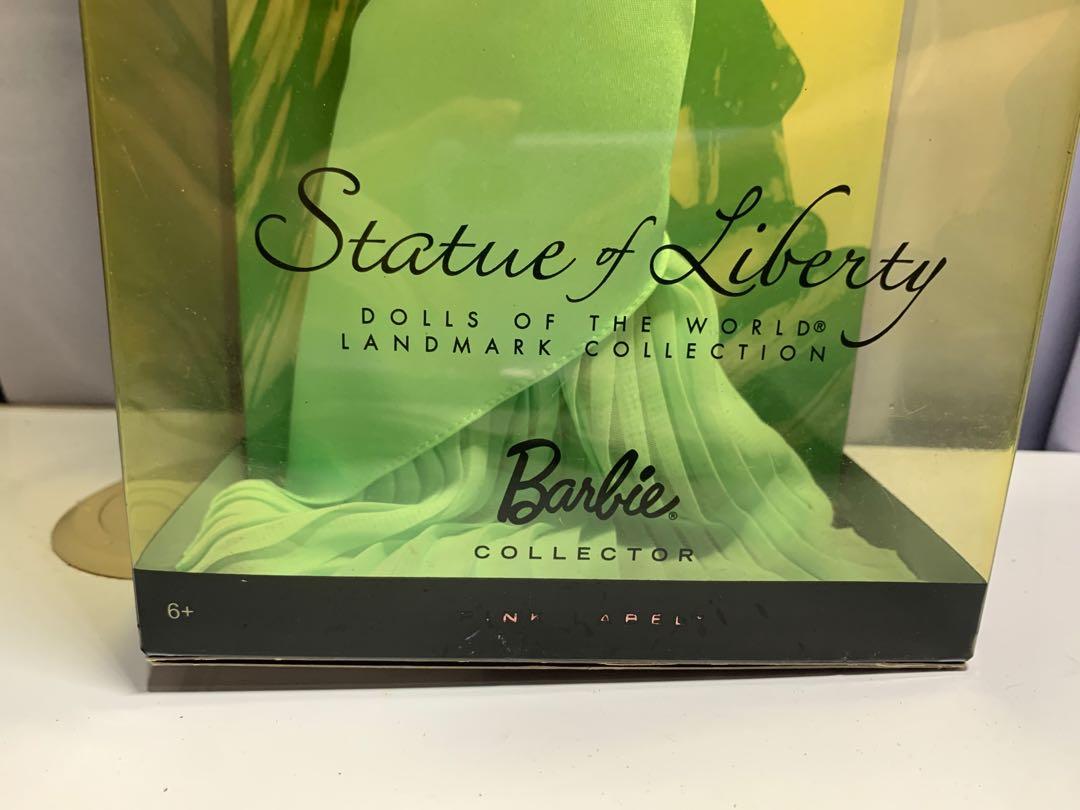 Statue of Liberty
DOLLS OF THE WORLD®
LANDMARK COLLECTION
Barbie®
COLLECTOR
6+